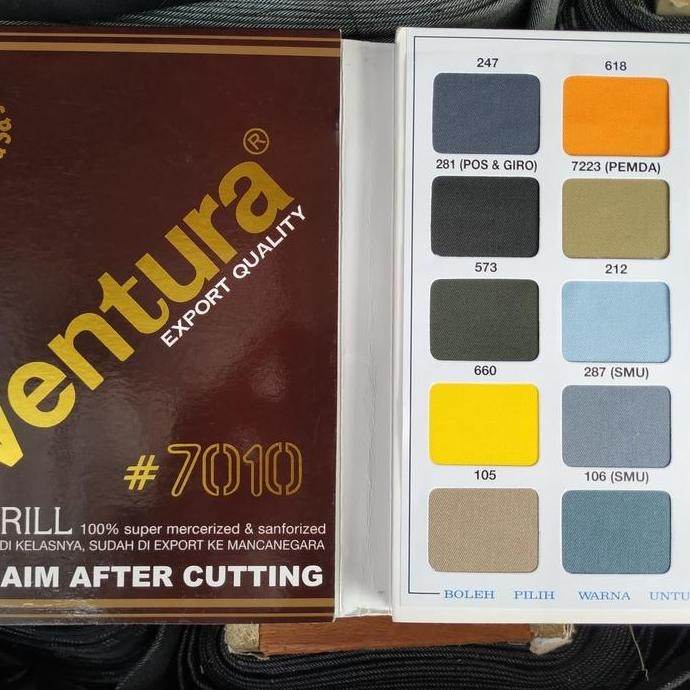 Ventura®
EXPORT QUALITY
#7010
RILL 100% super mercerized & sanforized
DI KELASNYA, SUDAH DI EXPORT KE MANCANEGARA
AIM AFTER CUTTING
247 618
281 (POS & GIRO) 7223 (PEMDA)
573 212
660 287 (SMU)
105 106 (SMU)
BOLEH PILIH WARNA UNTU